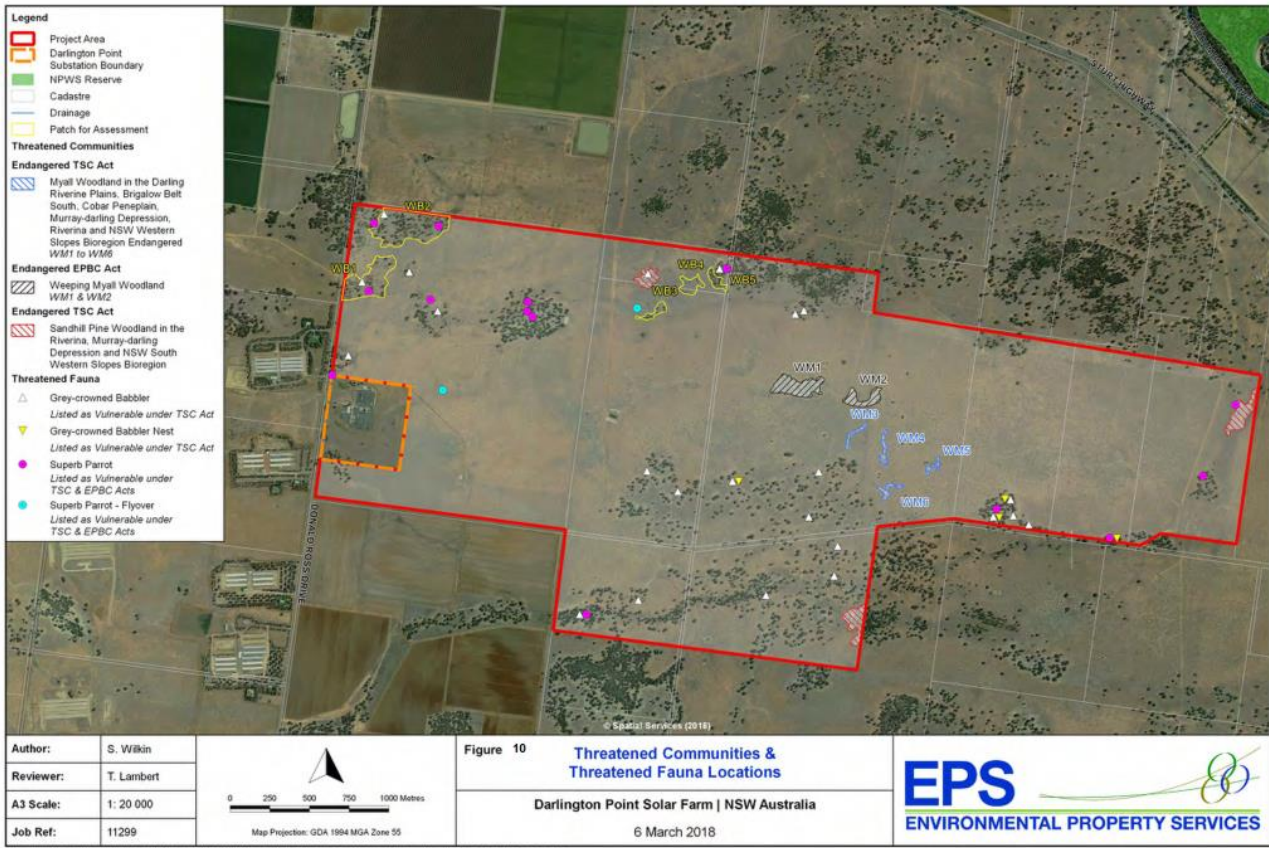 Legend
Project Area
Darlington Point
Substation Boundary
NPWS Reserve
Cadastre
Drainage
Patch for Assessment
Threatened Communities
Endangered TSC Act
Myall Woodland in the Darling
Riverine Plains, Brigalow Belt
South, Cobar Peneplain,
Murray-darling Depression,
Riverina and NSW Western
Slopes Bioregion Endangered
WM1 to WM6
Endangered EPBC Act
Weeping Myall Woodland
WM1 & WM2
Endangered TSC Act
Sandhill Pine Woodland in the
Riverina, Murray-darling
Depression and NSW South
Western Slopes Bioregion
Threatened Fauna
Grey-crowned Babbler
Listed as Vulnerable under TSC Act
Grey-crowned Babbler Nest
Listed as Vulnerable under TSC Act
Superb Parrot
Listed as Vulnerable under
TSC & EPBC Acts
Superb Parrot - Flyover
Listed as Vulnerable under
TSC & EPBC Acts
STURT HIGHWAY
WB2
WB1
WB4
WB5
WB3
WM1
WM2
WM3
WM4
WM5
WM6
DONALD ROSS DRIVE
© Spatial Services (2018)
Author: S. Wilkin
Reviewer: T. Lambert
A3 Scale: 1: 20 000
Job Ref: 11299
0 250 500 750 1000 Metres
Map Projection: GDA 1994 MGA Zone 55
Figure 10 Threatened Communities &
Threatened Fauna Locations
Darlington Point Solar Farm | NSW Australia
6 March 2018
EPS
ENVIRONMENTAL PROPERTY SERVICES